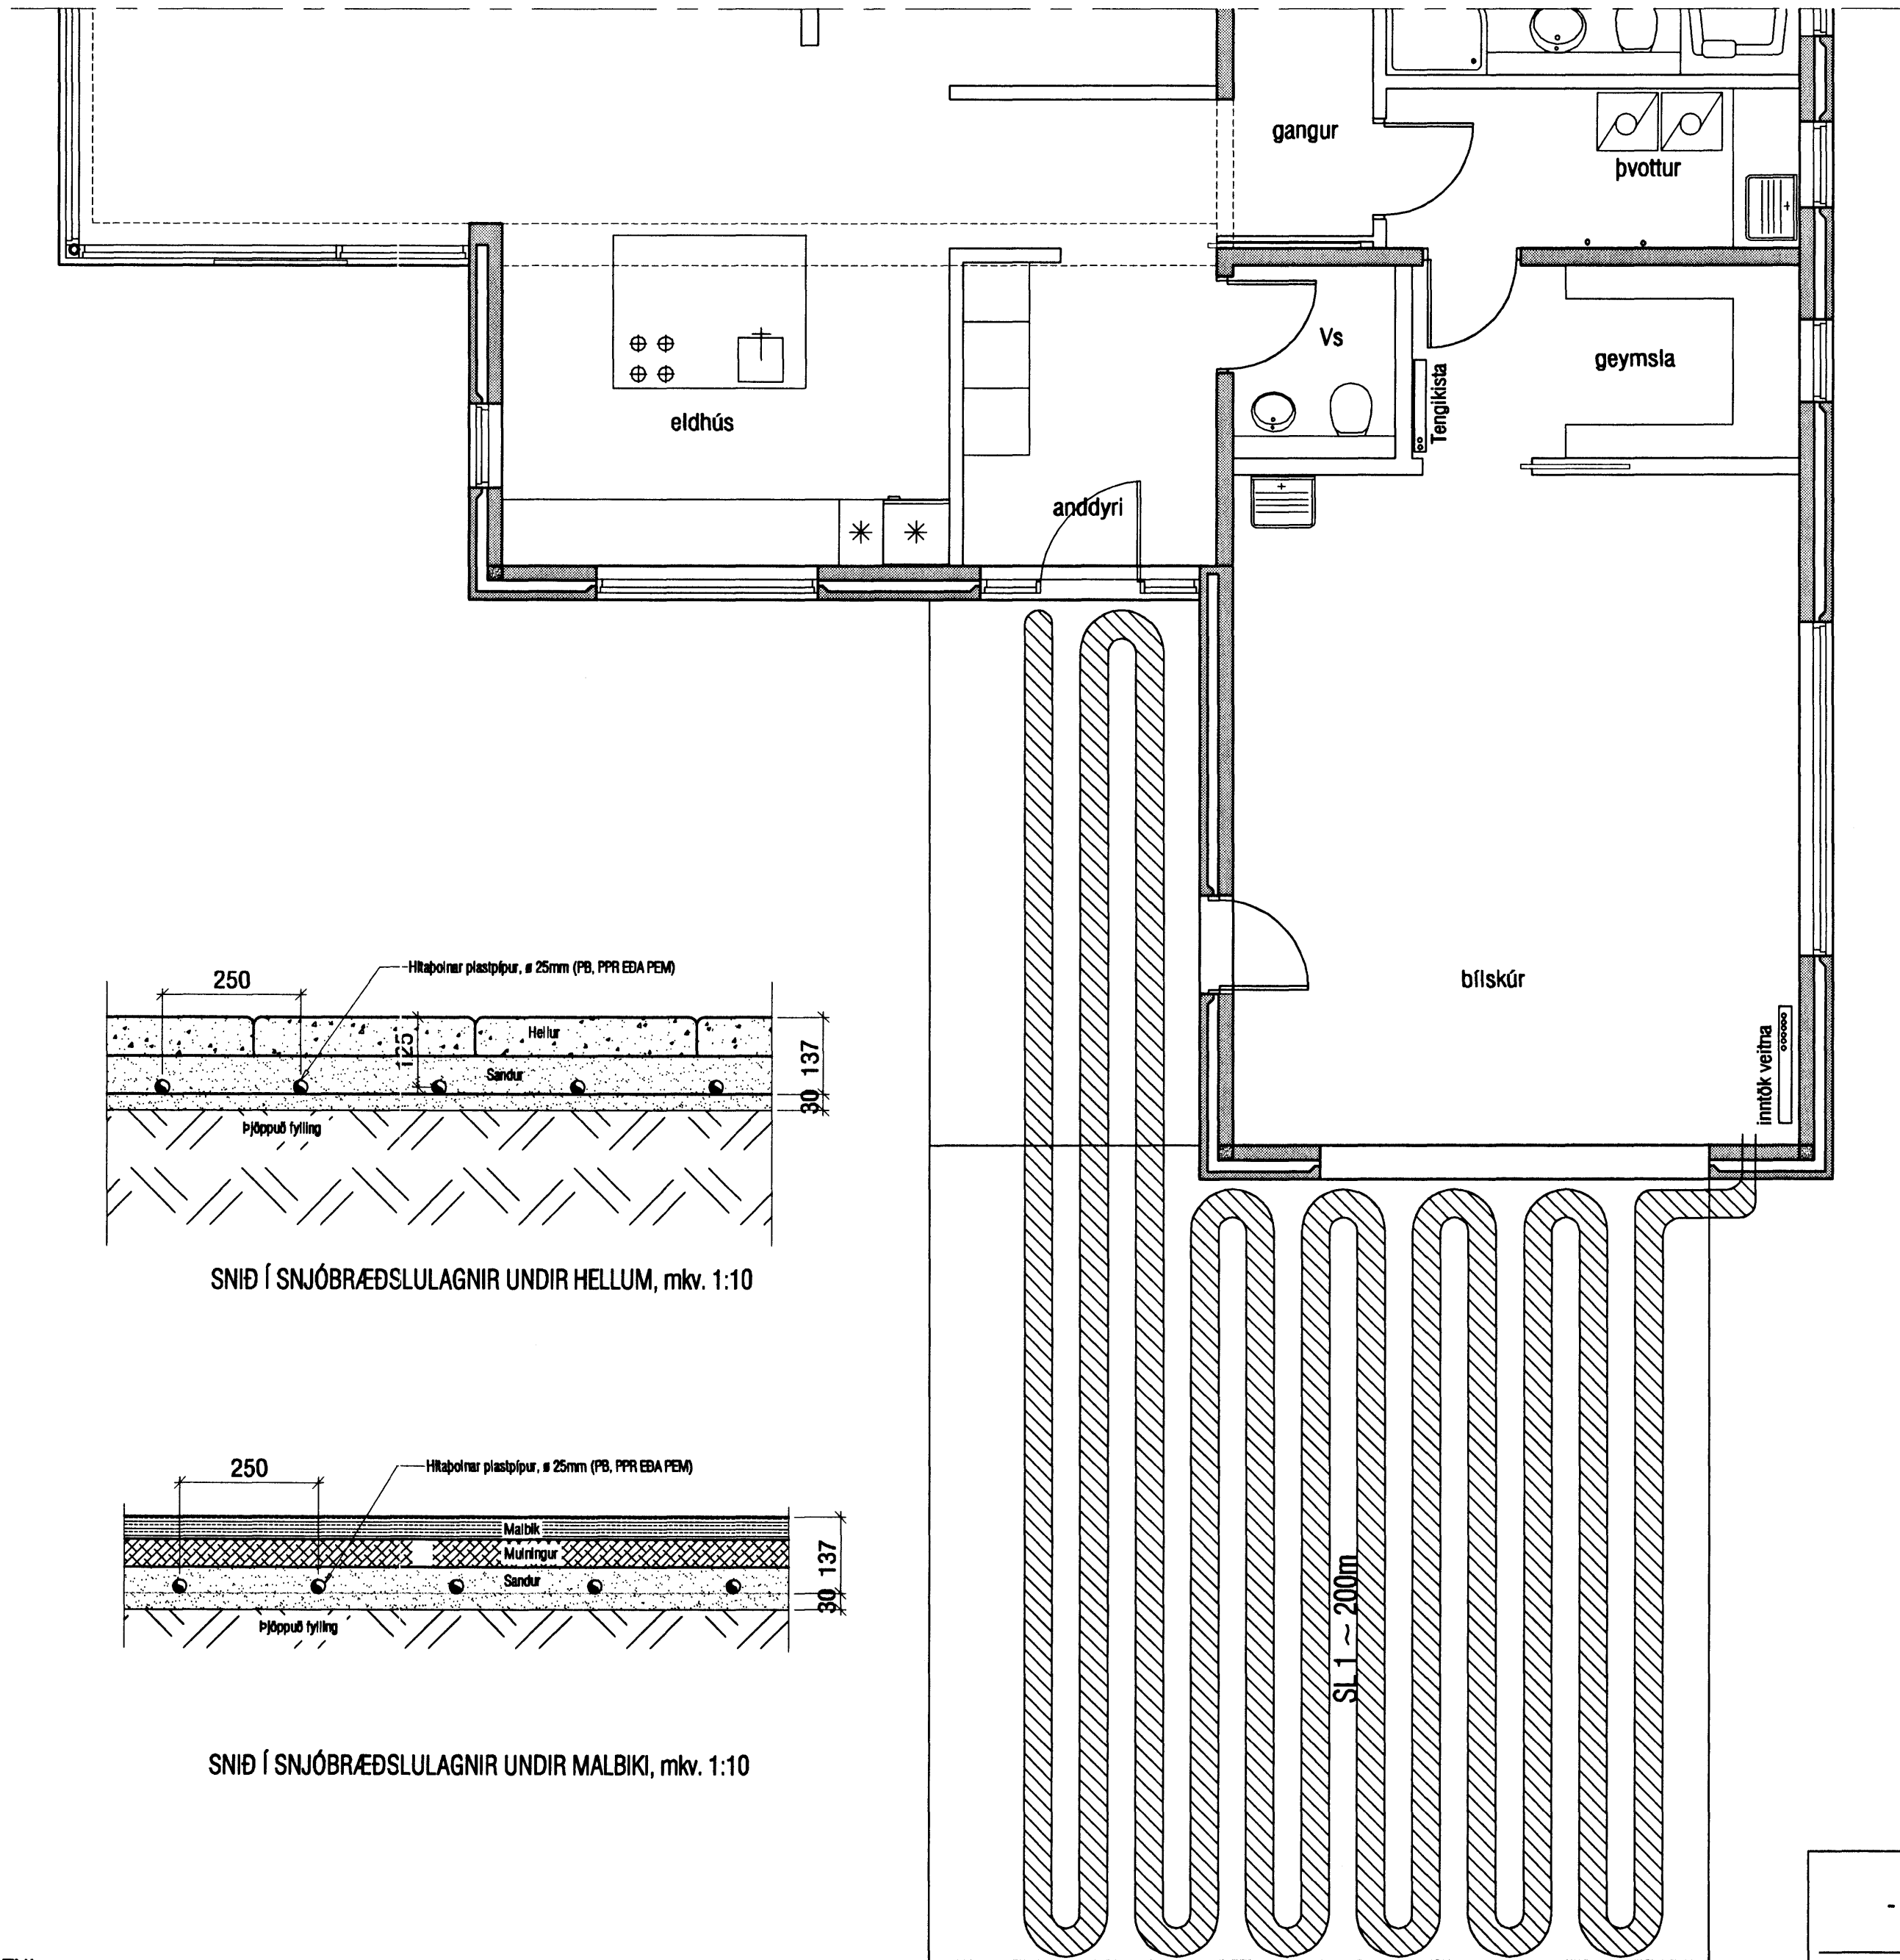 gangur
þvottur
Vs
geymsla
Tengikista
eldhús
anddyri
bílskúr
inntök veitna
250
Hitaþolnar plastpípur, ø 25mm (PB, PPR EÐA PEM)
Hellur
125
Sandur
137
30
Þjöppuð fylling
SNIÐ Í SNJÓBRÆÐSLULAGNIR UNDIR HELLUM, mkv. 1:10
250
Hitaþolnar plastpípur, ø 25mm (PB, PPR EÐA PEM)
Malbik
Mulningur
Sandur
137
30
Þjöppuð fylling
SL 1 ~ 200m
SNIÐ Í SNJÓBRÆÐSLULAGNIR UNDIR MALBIKI, mkv. 1:10
-